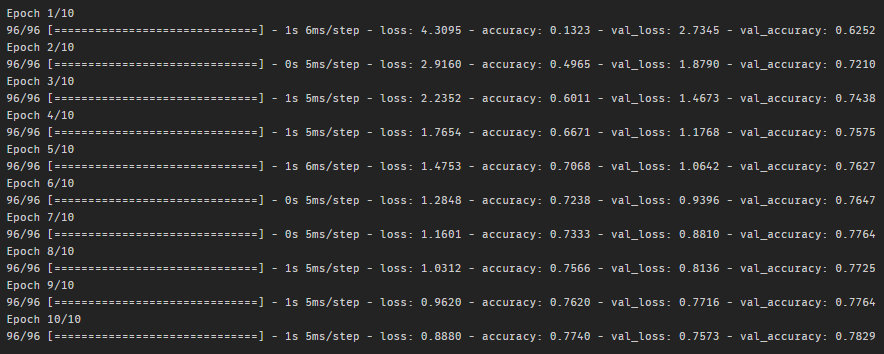 Epoch 1/10
96/96 [==============================] - 1s 6ms/step - loss: 4.3095 - accuracy: 0.1323 - val_loss: 2.7345 - val_accuracy: 0.6252
Epoch 2/10
96/96 [==============================] - 0s 5ms/step - loss: 2.9160 - accuracy: 0.4965 - val_loss: 1.8790 - val_accuracy: 0.7210
Epoch 3/10
96/96 [==============================] - 1s 5ms/step - loss: 2.2352 - accuracy: 0.6011 - val_loss: 1.4673 - val_accuracy: 0.7438
Epoch 4/10
96/96 [==============================] - 1s 5ms/step - loss: 1.7654 - accuracy: 0.6671 - val_loss: 1.1768 - val_accuracy: 0.7575
Epoch 5/10
96/96 [==============================] - 1s 6ms/step - loss: 1.4753 - accuracy: 0.7068 - val_loss: 1.0642 - val_accuracy: 0.7627
Epoch 6/10
96/96 [==============================] - 0s 5ms/step - loss: 1.2848 - accuracy: 0.7238 - val_loss: 0.9396 - val_accuracy: 0.7647
Epoch 7/10
96/96 [==============================] - 0s 5ms/step - loss: 1.1601 - accuracy: 0.7333 - val_loss: 0.8810 - val_accuracy: 0.7764
Epoch 8/10
96/96 [==============================] - 1s 5ms/step - loss: 1.0312 - accuracy: 0.7566 - val_loss: 0.8136 - val_accuracy: 0.7725
Epoch 9/10
96/96 [==============================] - 1s 5ms/step - loss: 0.9620 - accuracy: 0.7620 - val_loss: 0.7716 - val_accuracy: 0.7764
Epoch 10/10
96/96 [==============================] - 1s 5ms/step - loss: 0.8880 - accuracy: 0.7740 - val_loss: 0.7573 - val_accuracy: 0.7829